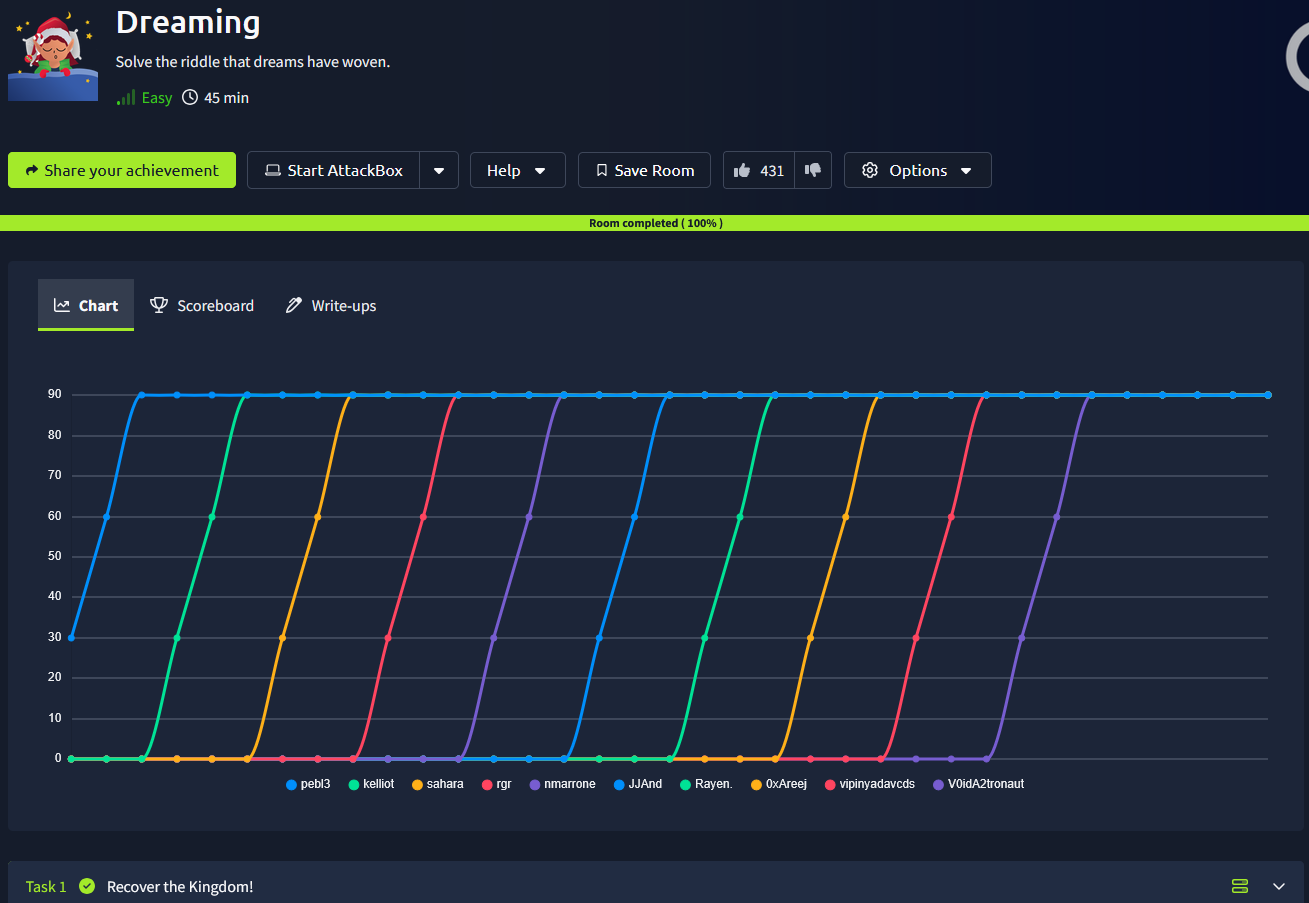 Dreaming
Solve the riddle that dreams have woven.
Easy 45 min
Share your achievement Start AttackBox Help Save Room 431 Options
Room completed ( 100% )
Chart Scoreboard Write-ups
90
80
70
60
50
40
30
20
10
0
pebl3 kelliot sahara rgr nmarrone JJAnd Rayen. 0xAreej vipinyadavcds V0idA2tronaut
Task 1 Recover the Kingdom!